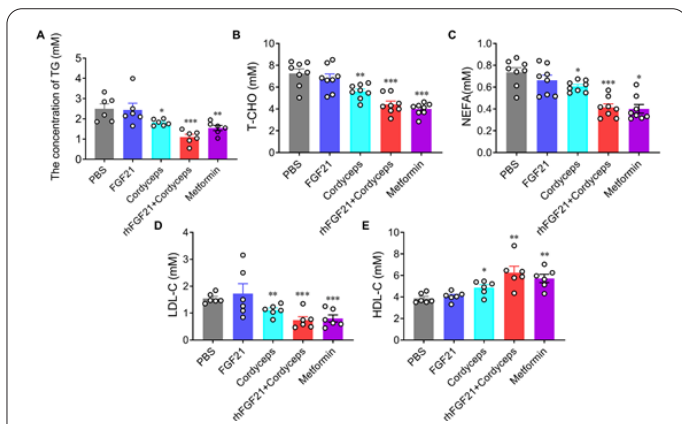 A
The concentration of TG (mM)
5
4
3
2
1
0
*
***
**
PBS
FGF21
Cordyceps
rhFGF21+Cordyceps
Metformin
B
T-CHO (mM)
10
8
6
4
2
0
**
***
***
PBS
FGF21
Cordyceps
rhFGF21+Cordyceps
Metformin
C
NEFA(mM)
1.0
0.8
0.6
0.4
0.2
0.0
*
***
*
PBS
FGF21
Cordyceps
rhFGF21+Cordyceps
Metformin
D
LDL-C (mM)
4
3
2
1
0
**
***
***
PBS
FGF21
Cordyceps
rhFGF21+Cordyceps
Metformin
E
HDL-C (mM)
10
8
6
4
2
0
*
**
**
PBS
FGF21
Cordyceps
rhFGF21+Cordyceps
Metformin